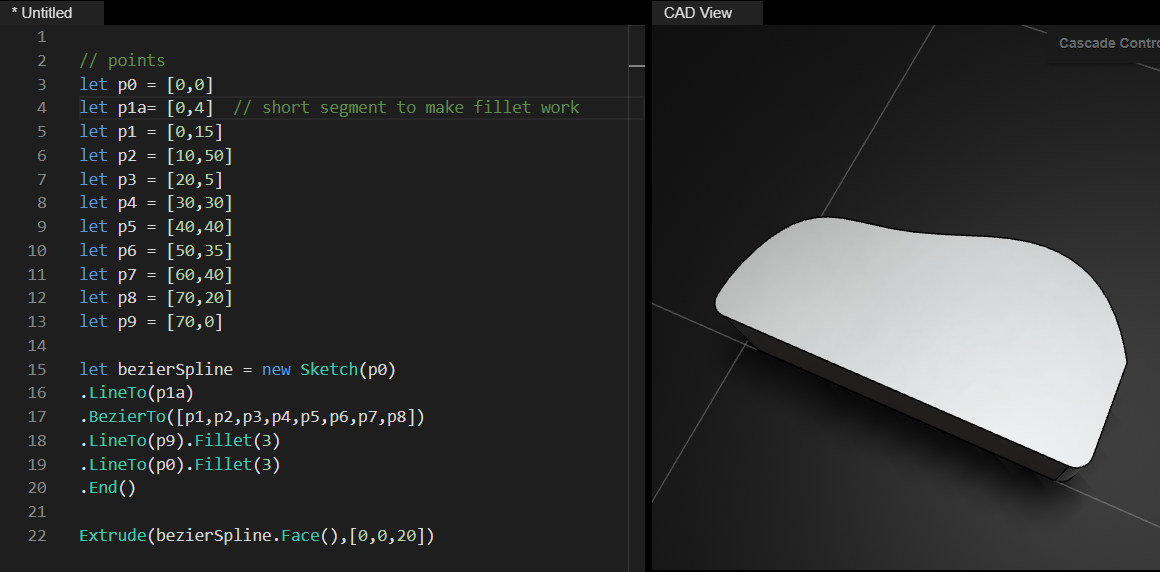 * Untitled
CAD View
Cascade Contro
1
2 // points
3 let p0 = [0,0]
4 let p1a= [0,4]  // short segment to make fillet work
5 let p1 = [0,15]
6 let p2 = [10,50]
7 let p3 = [20,5]
8 let p4 = [30,30]
9 let p5 = [40,40]
10 let p6 = [50,35]
11 let p7 = [60,40]
12 let p8 = [70,20]
13 let p9 = [70,0]
14
15 let bezierSpline = new Sketch(p0)
16 .LineTo(p1a)
17 .BezierTo([p1,p2,p3,p4,p5,p6,p7,p8])
18 .LineTo(p9).Fillet(3)
19 .LineTo(p0).Fillet(3)
20 .End()
21
22 Extrude(bezierSpline.Face(),[0,0,20])